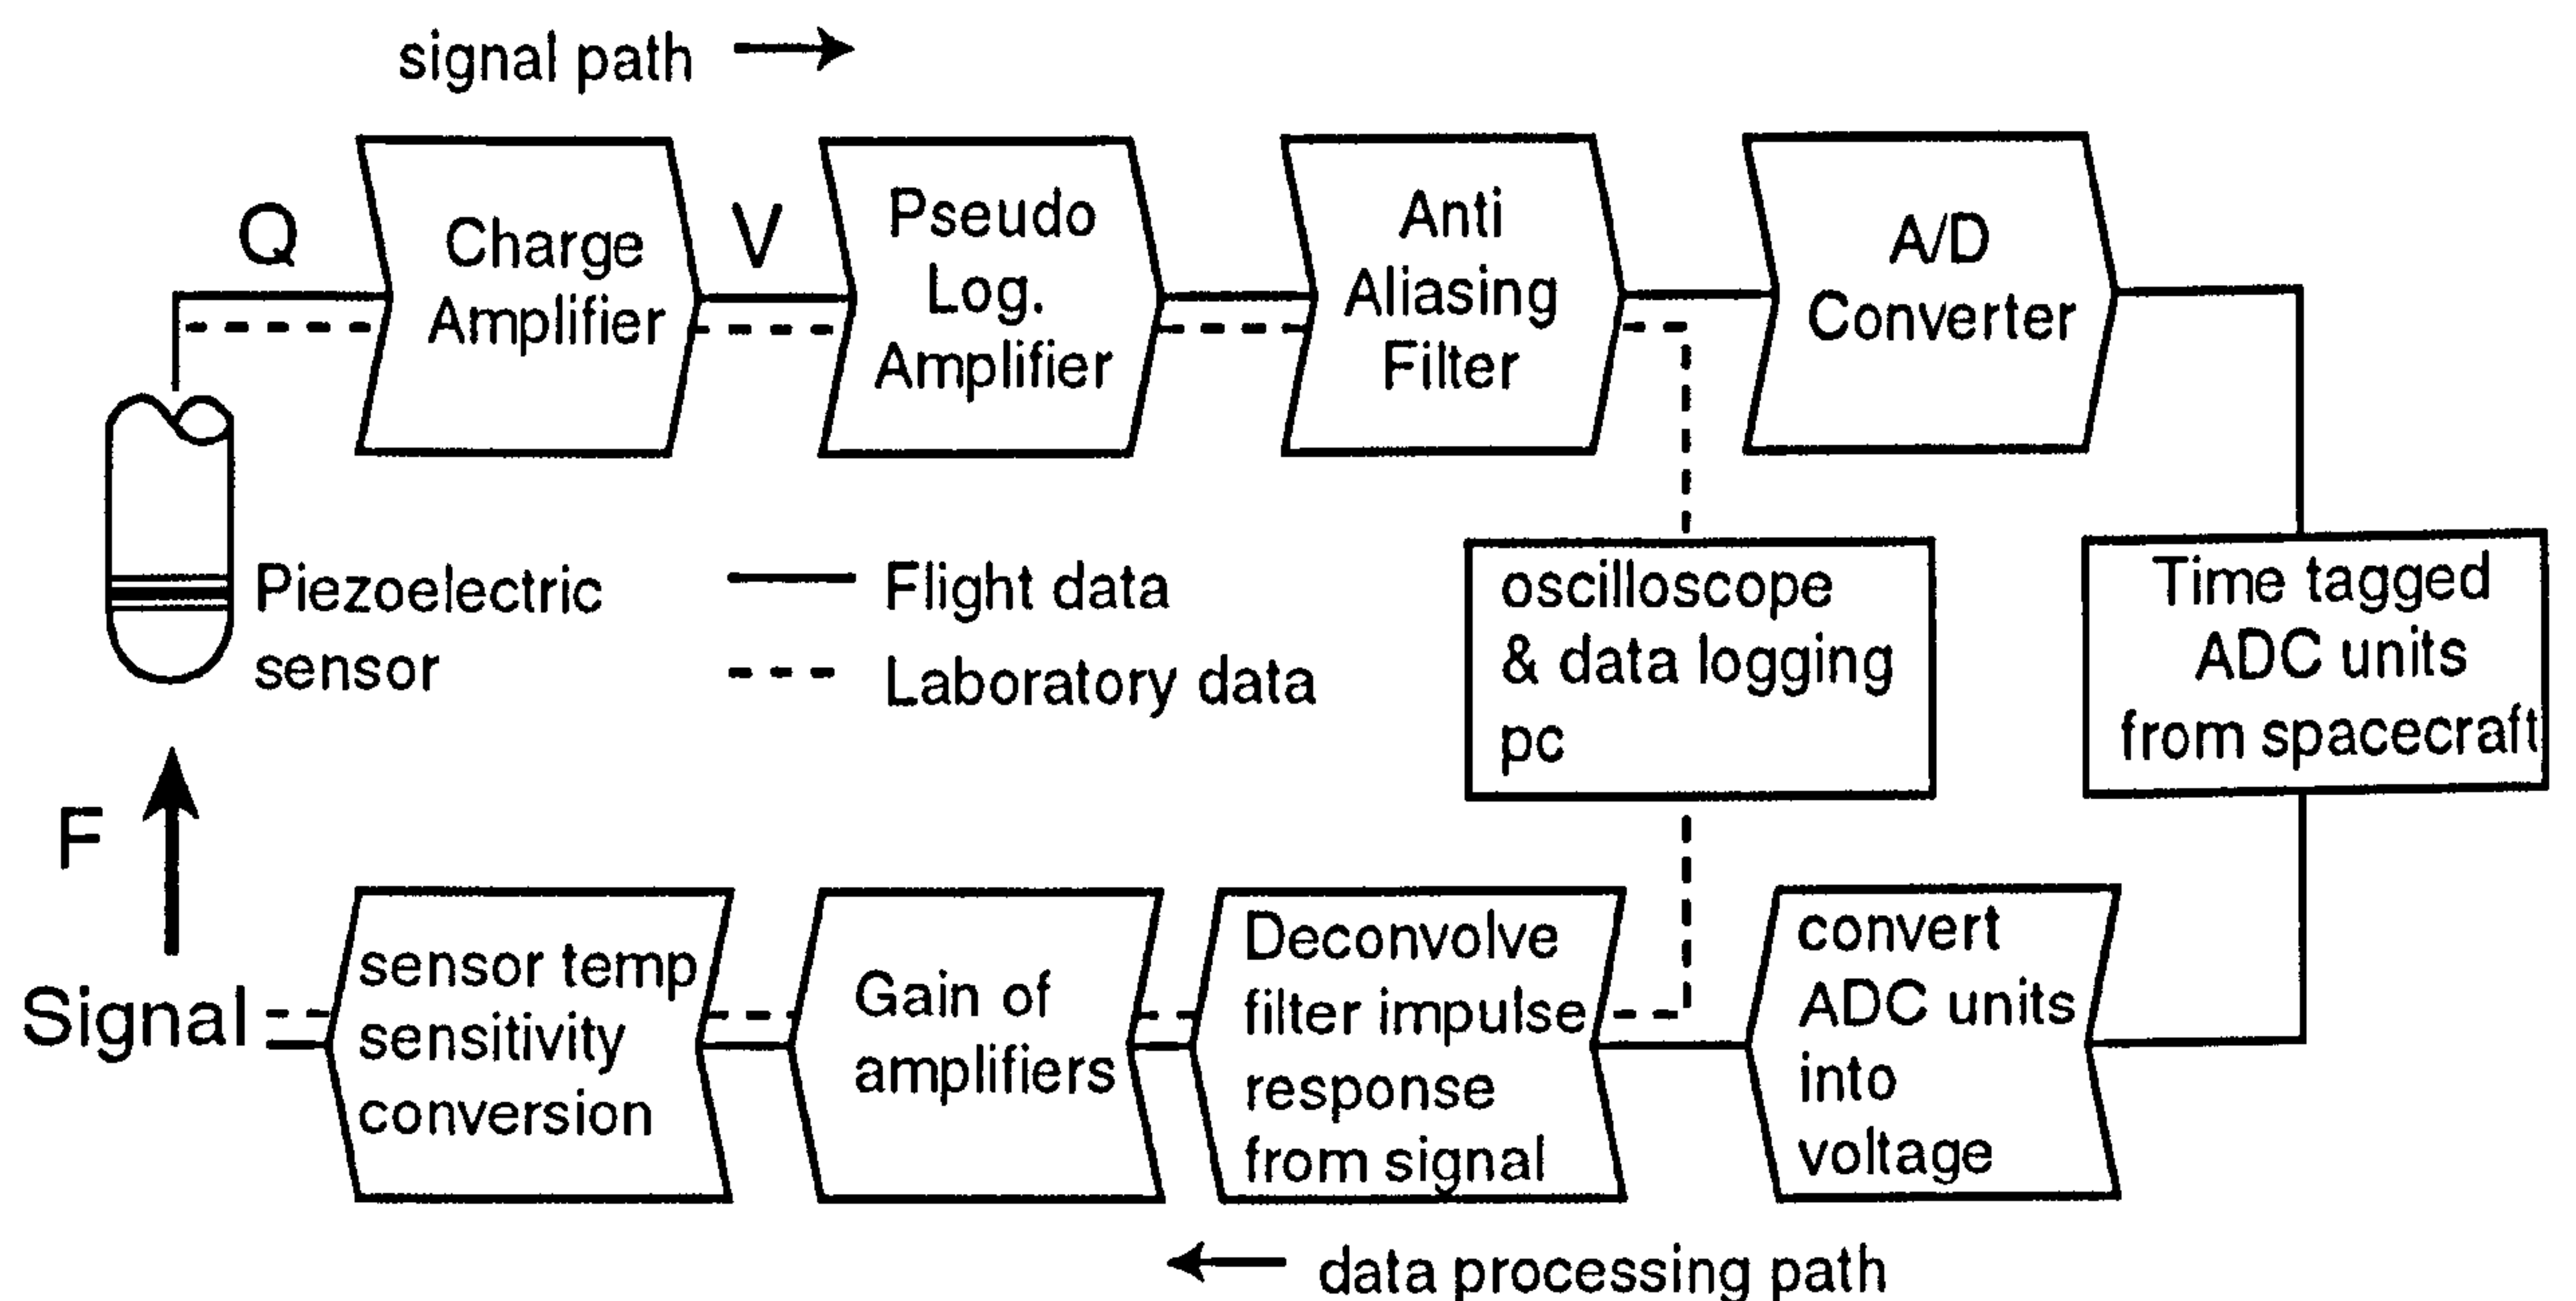 signal path
Q
Charge
Amplifier
V
Pseudo
Log.
Amplifier
Anti
Aliasing
Filter
A/D
Converter
Piezoelectric
sensor
Flight data
Laboratory data
oscilloscope
& data logging
pc
Time tagged
ADC units
from spacecraft
F
Signal
sensor temp
sensitivity
conversion
Gain of
amplifiers
Deconvolve
filter impulse
response
from signal
convert
ADC units
into
voltage
data processing path